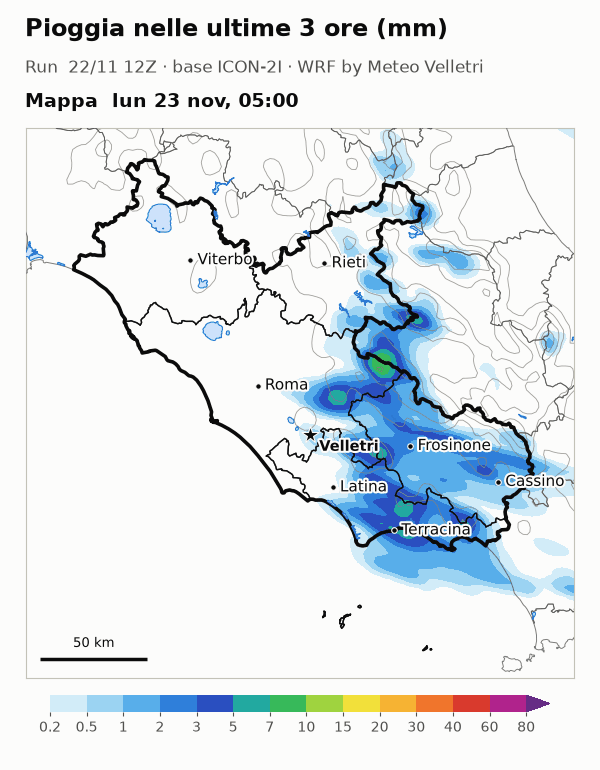 Pioggia nelle ultime 3 ore (mm)
Run  22/11 12Z · base ICON-2I · WRF by Meteo Velletri
Mappa  lun 23 nov, 05:00
Viterbo
Rieti
Roma
Velletri
Frosinone
Latina
Cassino
Terracina
50 km
0.2 0.5 1 2 3 5 7 10 15 20 30 40 60 80